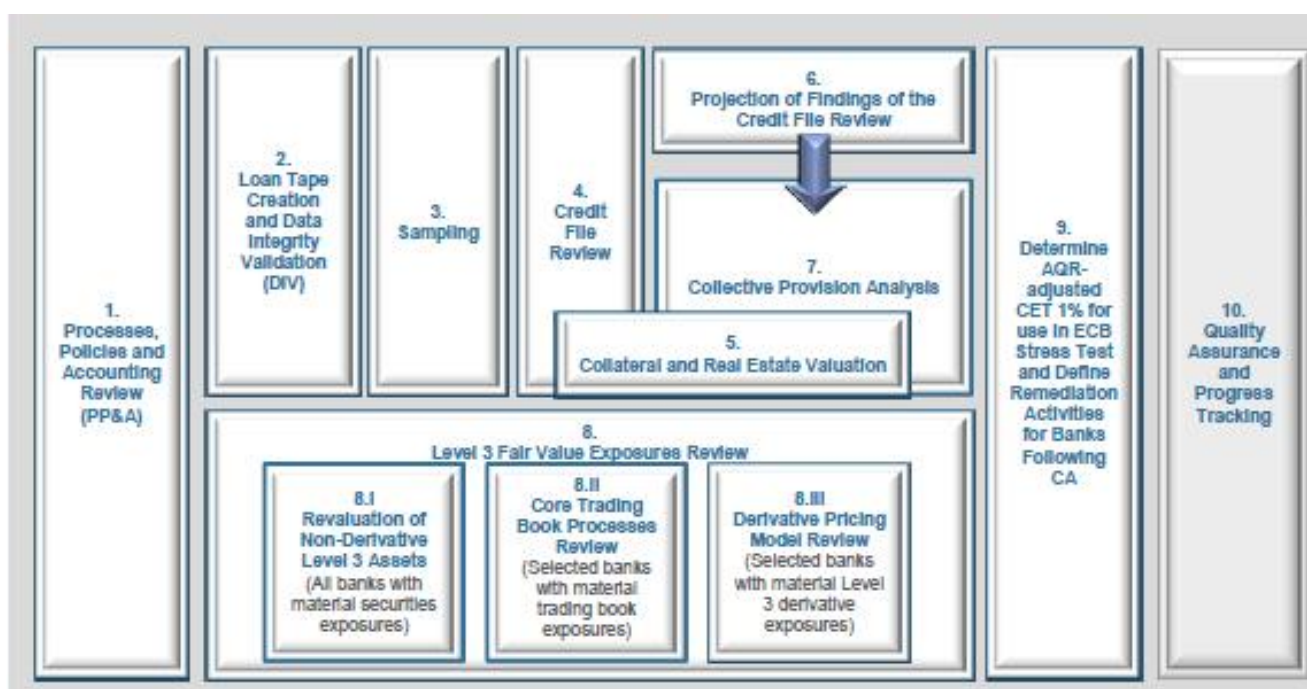 1.
Processes,
Policies and
Accounting
Review
(PP&A)
2.
Loan Tape
Creation
and Data
Integrity
Validation
(DIV)
3.
Sampling
4.
Credit
File
Review
6.
Projection of Findings of the
Credit File Review
7.
Collective Provision Analysis
5.
Collateral and Real Estate Valuation
8.
Level 3 Fair Value Exposures Review
8.I
Revaluation of
Non-Derivative
Level 3 Assets
(All banks with
material securities
exposures)
8.II
Core Trading
Book Processes
Review
(Selected banks
with material
trading book
exposures)
8.III
Derivative Pricing
Model Review
(Selected banks
with material Level
3 derivative
exposures)
9.
Determine
AQR-
adjusted
CET 1% for
use in ECB
Stress Test
and Define
Remediation
Activities
for Banks
Following
CA
10.
Quality
Assurance
and
Progress
Tracking